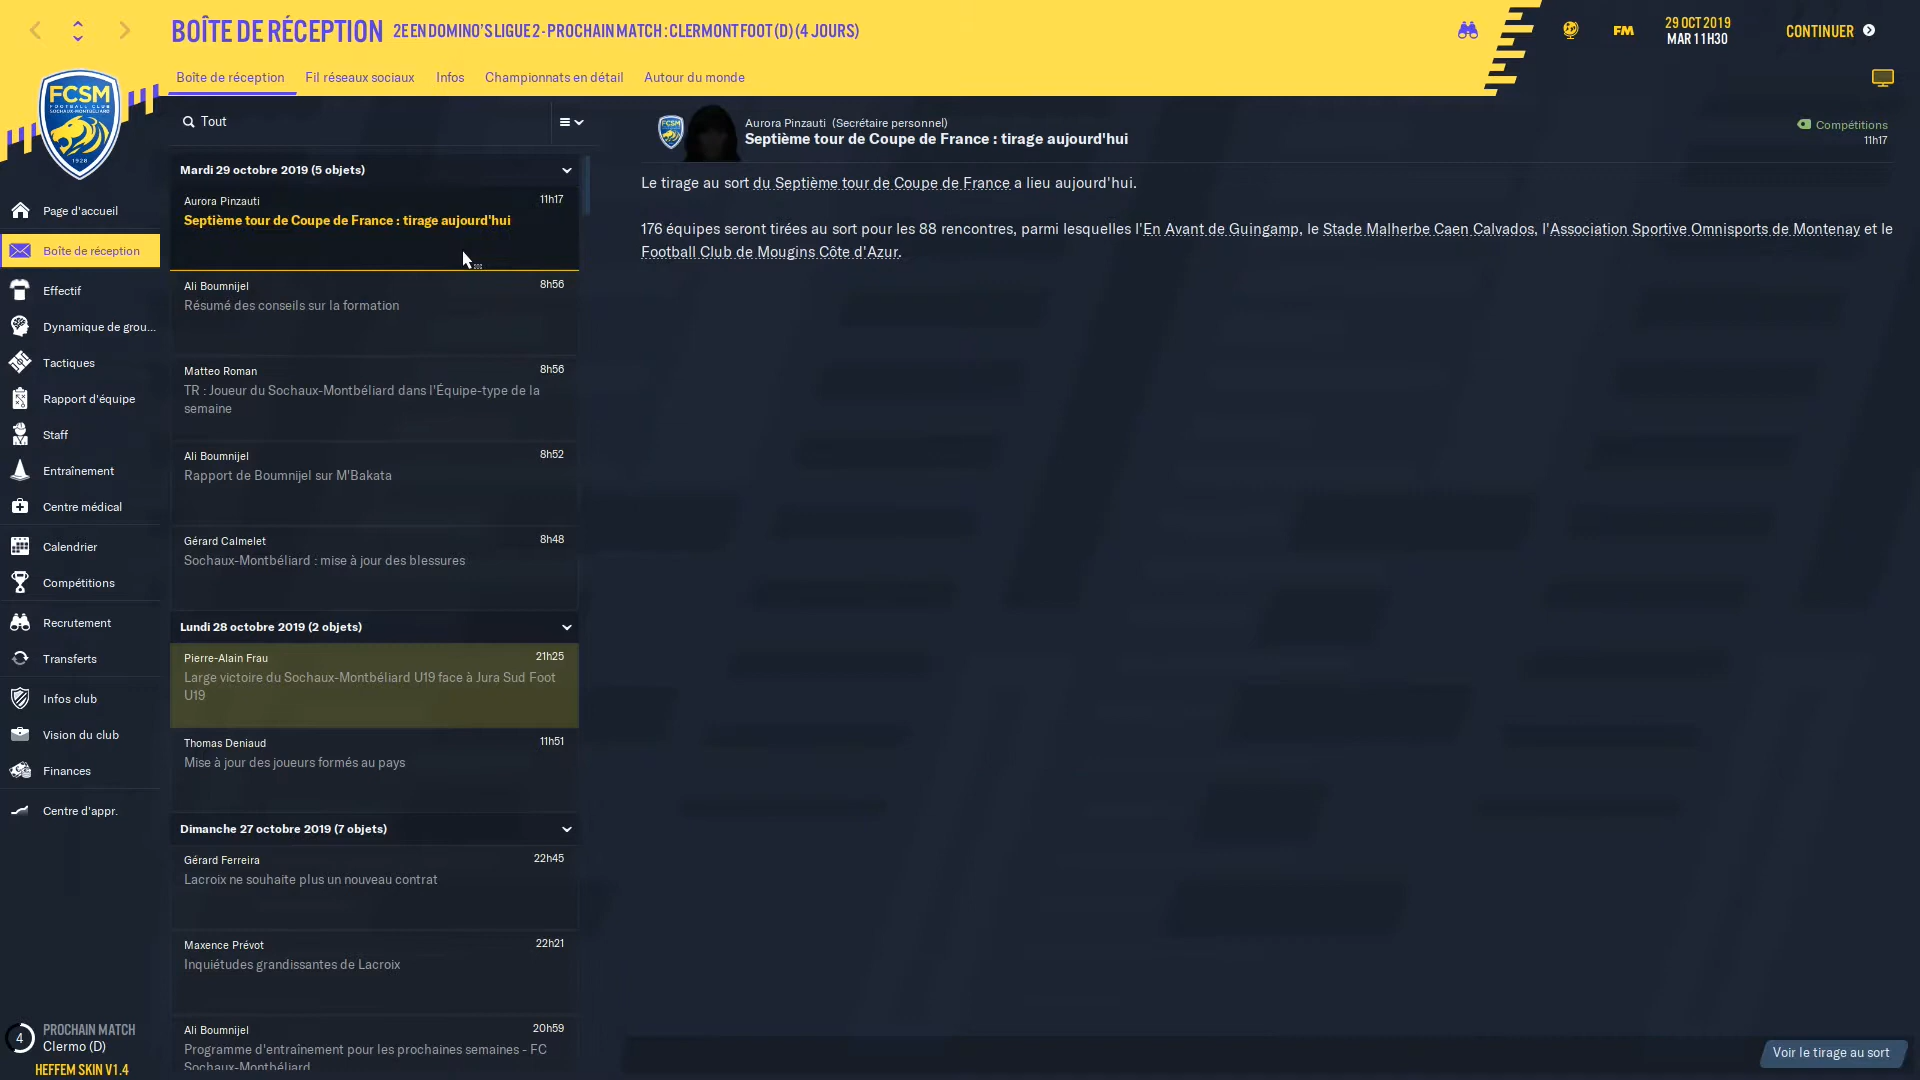 BOÎTE DE RÉCEPTION 2E EN DOMINO'S LIGUE 2 - PROCHAIN MATCH : CLERMONT FOOT (D) (4 JOURS)
FM
29 OCT 2019
MAR 11H30
CONTINUER
Boîte de réception
Fil réseaux sociaux
Infos
Championnats en détail
Autour du monde
FCSM
FOOTBALL CLUB
SOCHAUX-MONTBÉLIARD
1928
Page d'accueil
Boîte de réception
Effectif
Dynamique de grou...
Tactiques
Rapport d'équipe
Staff
Entraînement
Centre médical
Calendrier
Compétitions
Recrutement
Transferts
Infos club
Vision du club
Finances
Centre d'appr.
4
PROCHAIN MATCH
Clermo (D)
HEFFEM SKIN V1.4
Tout
Mardi 29 octobre 2019 (5 objets)
Aurora Pinzauti 11h17
Septième tour de Coupe de France : tirage aujourd'hui
Ali Boumnijel 8h56
Résumé des conseils sur la formation
Matteo Roman 8h56
TR : Joueur du Sochaux-Montbéliard dans l'Équipe-type de la
semaine
Ali Boumnijel 8h52
Rapport de Boumnijel sur M'Bakata
Gérard Calmelet 8h48
Sochaux-Montbéliard : mise à jour des blessures
Lundi 28 octobre 2019 (2 objets)
Pierre-Alain Frau 21h25
Large victoire du Sochaux-Montbéliard U19 face à Jura Sud Foot
U19
Thomas Deniaud 11h51
Mise à jour des joueurs formés au pays
Dimanche 27 octobre 2019 (7 objets)
Gérard Ferreira 22h45
Lacroix ne souhaite plus un nouveau contrat
Maxence Prévot 22h21
Inquiétudes grandissantes de Lacroix
Ali Boumnijel 20h59
Programme d'entraînement pour les prochaines semaines - FC
Sochaux-Montbéliard
FCSM
Aurora Pinzauti (Secrétaire personnel)
Septième tour de Coupe de France : tirage aujourd'hui
Compétitions
11h17
Le tirage au sort du Septième tour de Coupe de France a lieu aujourd'hui.
176 équipes seront tirées au sort pour les 88 rencontres, parmi lesquelles l'En Avant de Guingamp, le Stade Malherbe Caen Calvados, l'Association Sportive Omnisports de Montenay et le
Football Club de Mougins Côte d'Azur.
Voir le tirage au sort